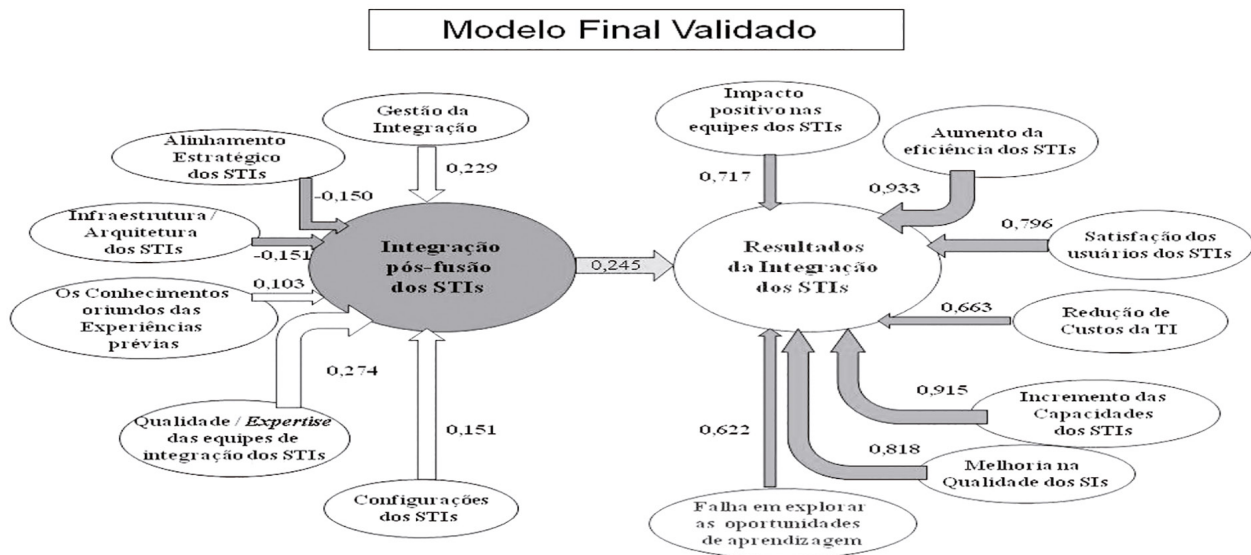 Modelo Final Validado
Gestão da
Integração
0,229
Alinhamento
Estratégico
dos STIs
-0,150
Infraestrutura /
Arquitetura
dos STIs
-0,151
Os Conhecimentos
oriundos das
Experiências
prévias
0,103
Qualidade / Expertise
das equipes de
integração dos STIs
0,274
Configurações
dos STIs
0,151
Integração
pós-fusão
dos STIs
0,245
Resultados
da Integração
dos STIs
Impacto
positivo nas
equipes dos STIs
0,717
Aumento da
eficiência dos STIs
0,933
Satisfação dos
usuários dos STIs
0,796
Redução de
Custos da TI
0,663
Incremento das
Capacidades
dos STIs
0,915
Melhoria na
Qualidade dos SIs
0,818
Falha em explorar
as oportunidades
de aprendizagem
0,622